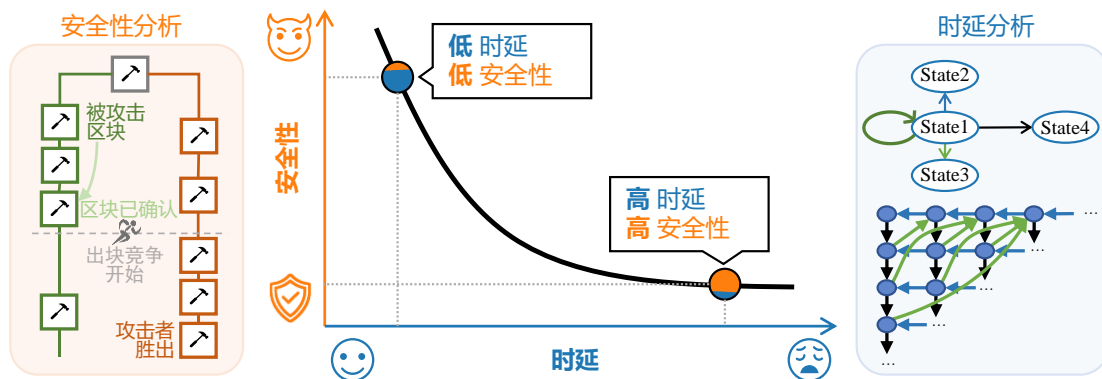 安全性分析
被攻击
区块
区块已确认
出块竞争
开始
攻击者
胜出
安全性
低 时延
低 安全性
高 时延
高 安全性
时延
时延分析
State2
State1
State4
State3
...
...
...
...
...